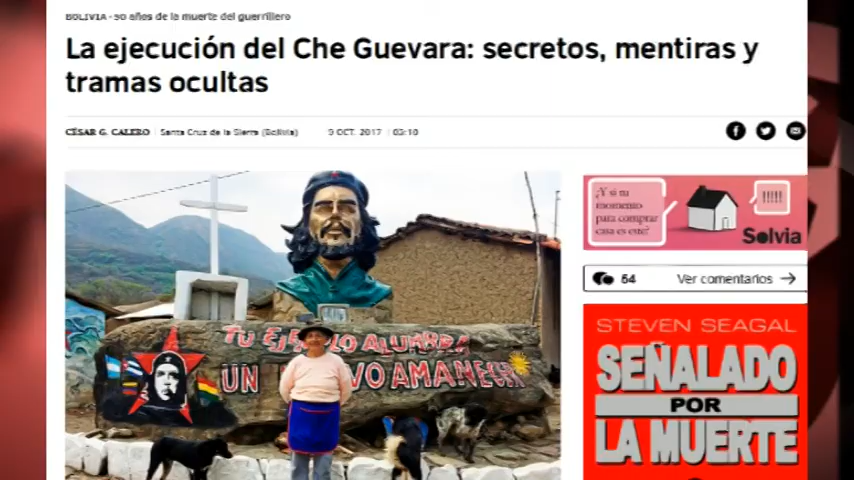 BOLIVIA - 50 años de la muerte del guerrillero
La ejecución del Che Guevara: secretos, mentiras y
tramas ocultas
CÉSAR G. CALERO | Santa Cruz de la Sierra (Bolivia) 9 OCT. 2017 | 03:10
TU EJEMPLO ALUMBRA
UN NUEVO AMANECER
¿Y si tu
momento
para comprar
casa es este?
!!!!!
Solvia
54 Ver comentarios
STEVEN SEAGAL
SEÑALADO
POR
LA MUERTE